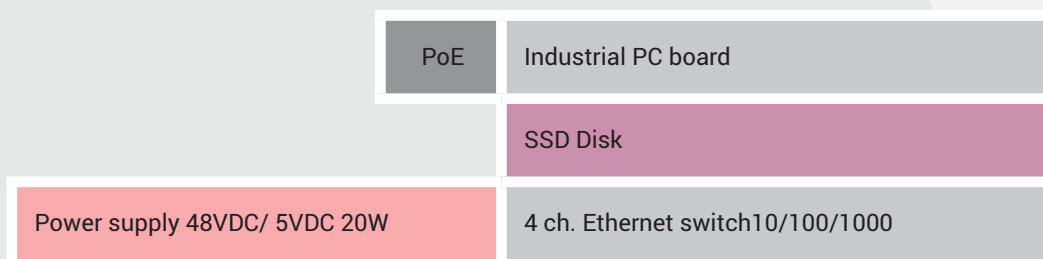 PoE
Industrial PC board
SSD Disk
Power supply 48VDC/ 5VDC 20W
4 ch. Ethernet switch10/100/1000